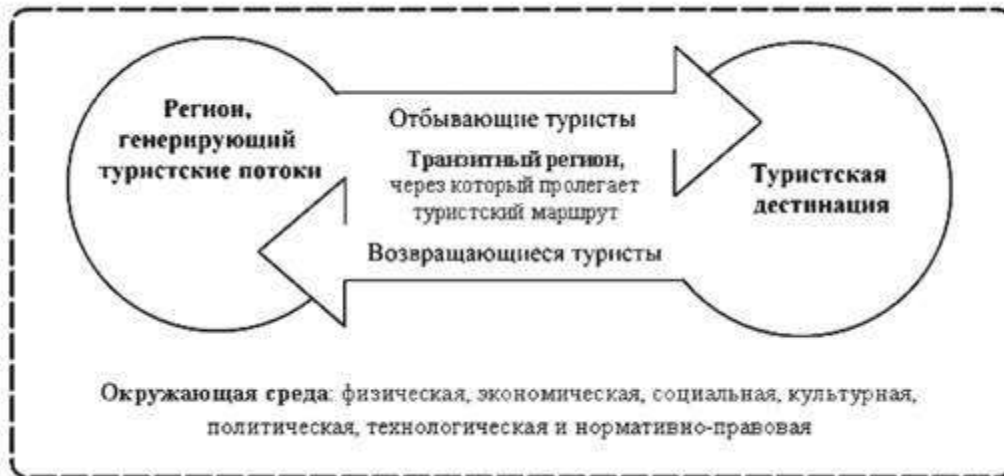 Регион,
генерирующий
туристские потоки
Отбывающие туристы
Транзитный регион,
через который пролегает
туристский маршрут
Возвращающиеся туристы
Туристская
дестинация
Окружающая среда: физическая, экономическая, социальная, культурная,
политическая, технологическая и нормативно-правовая